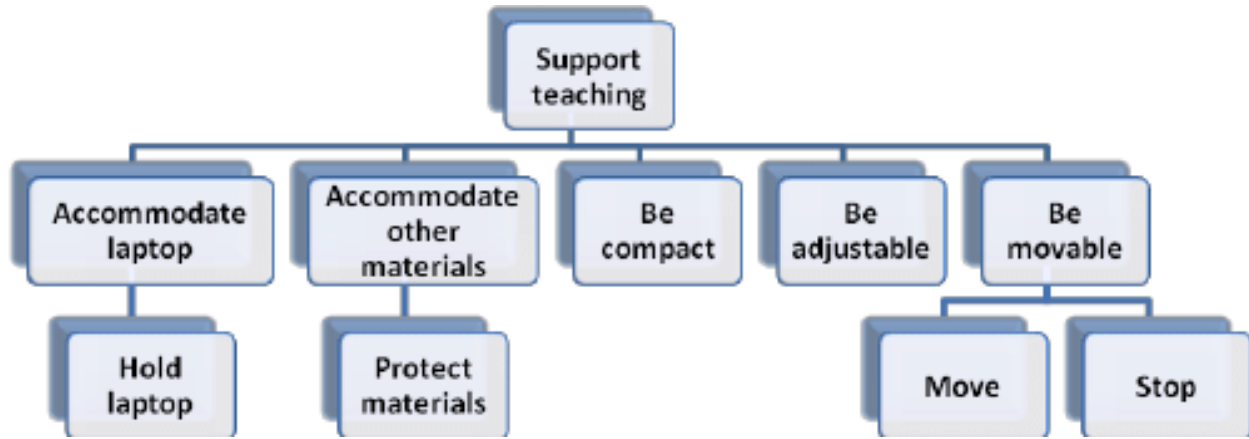 Support
teaching
Accommodate
laptop
Accommodate
other
materials
Be
compact
Be
adjustable
Be
movable
Hold
laptop
Protect
materials
Move
Stop